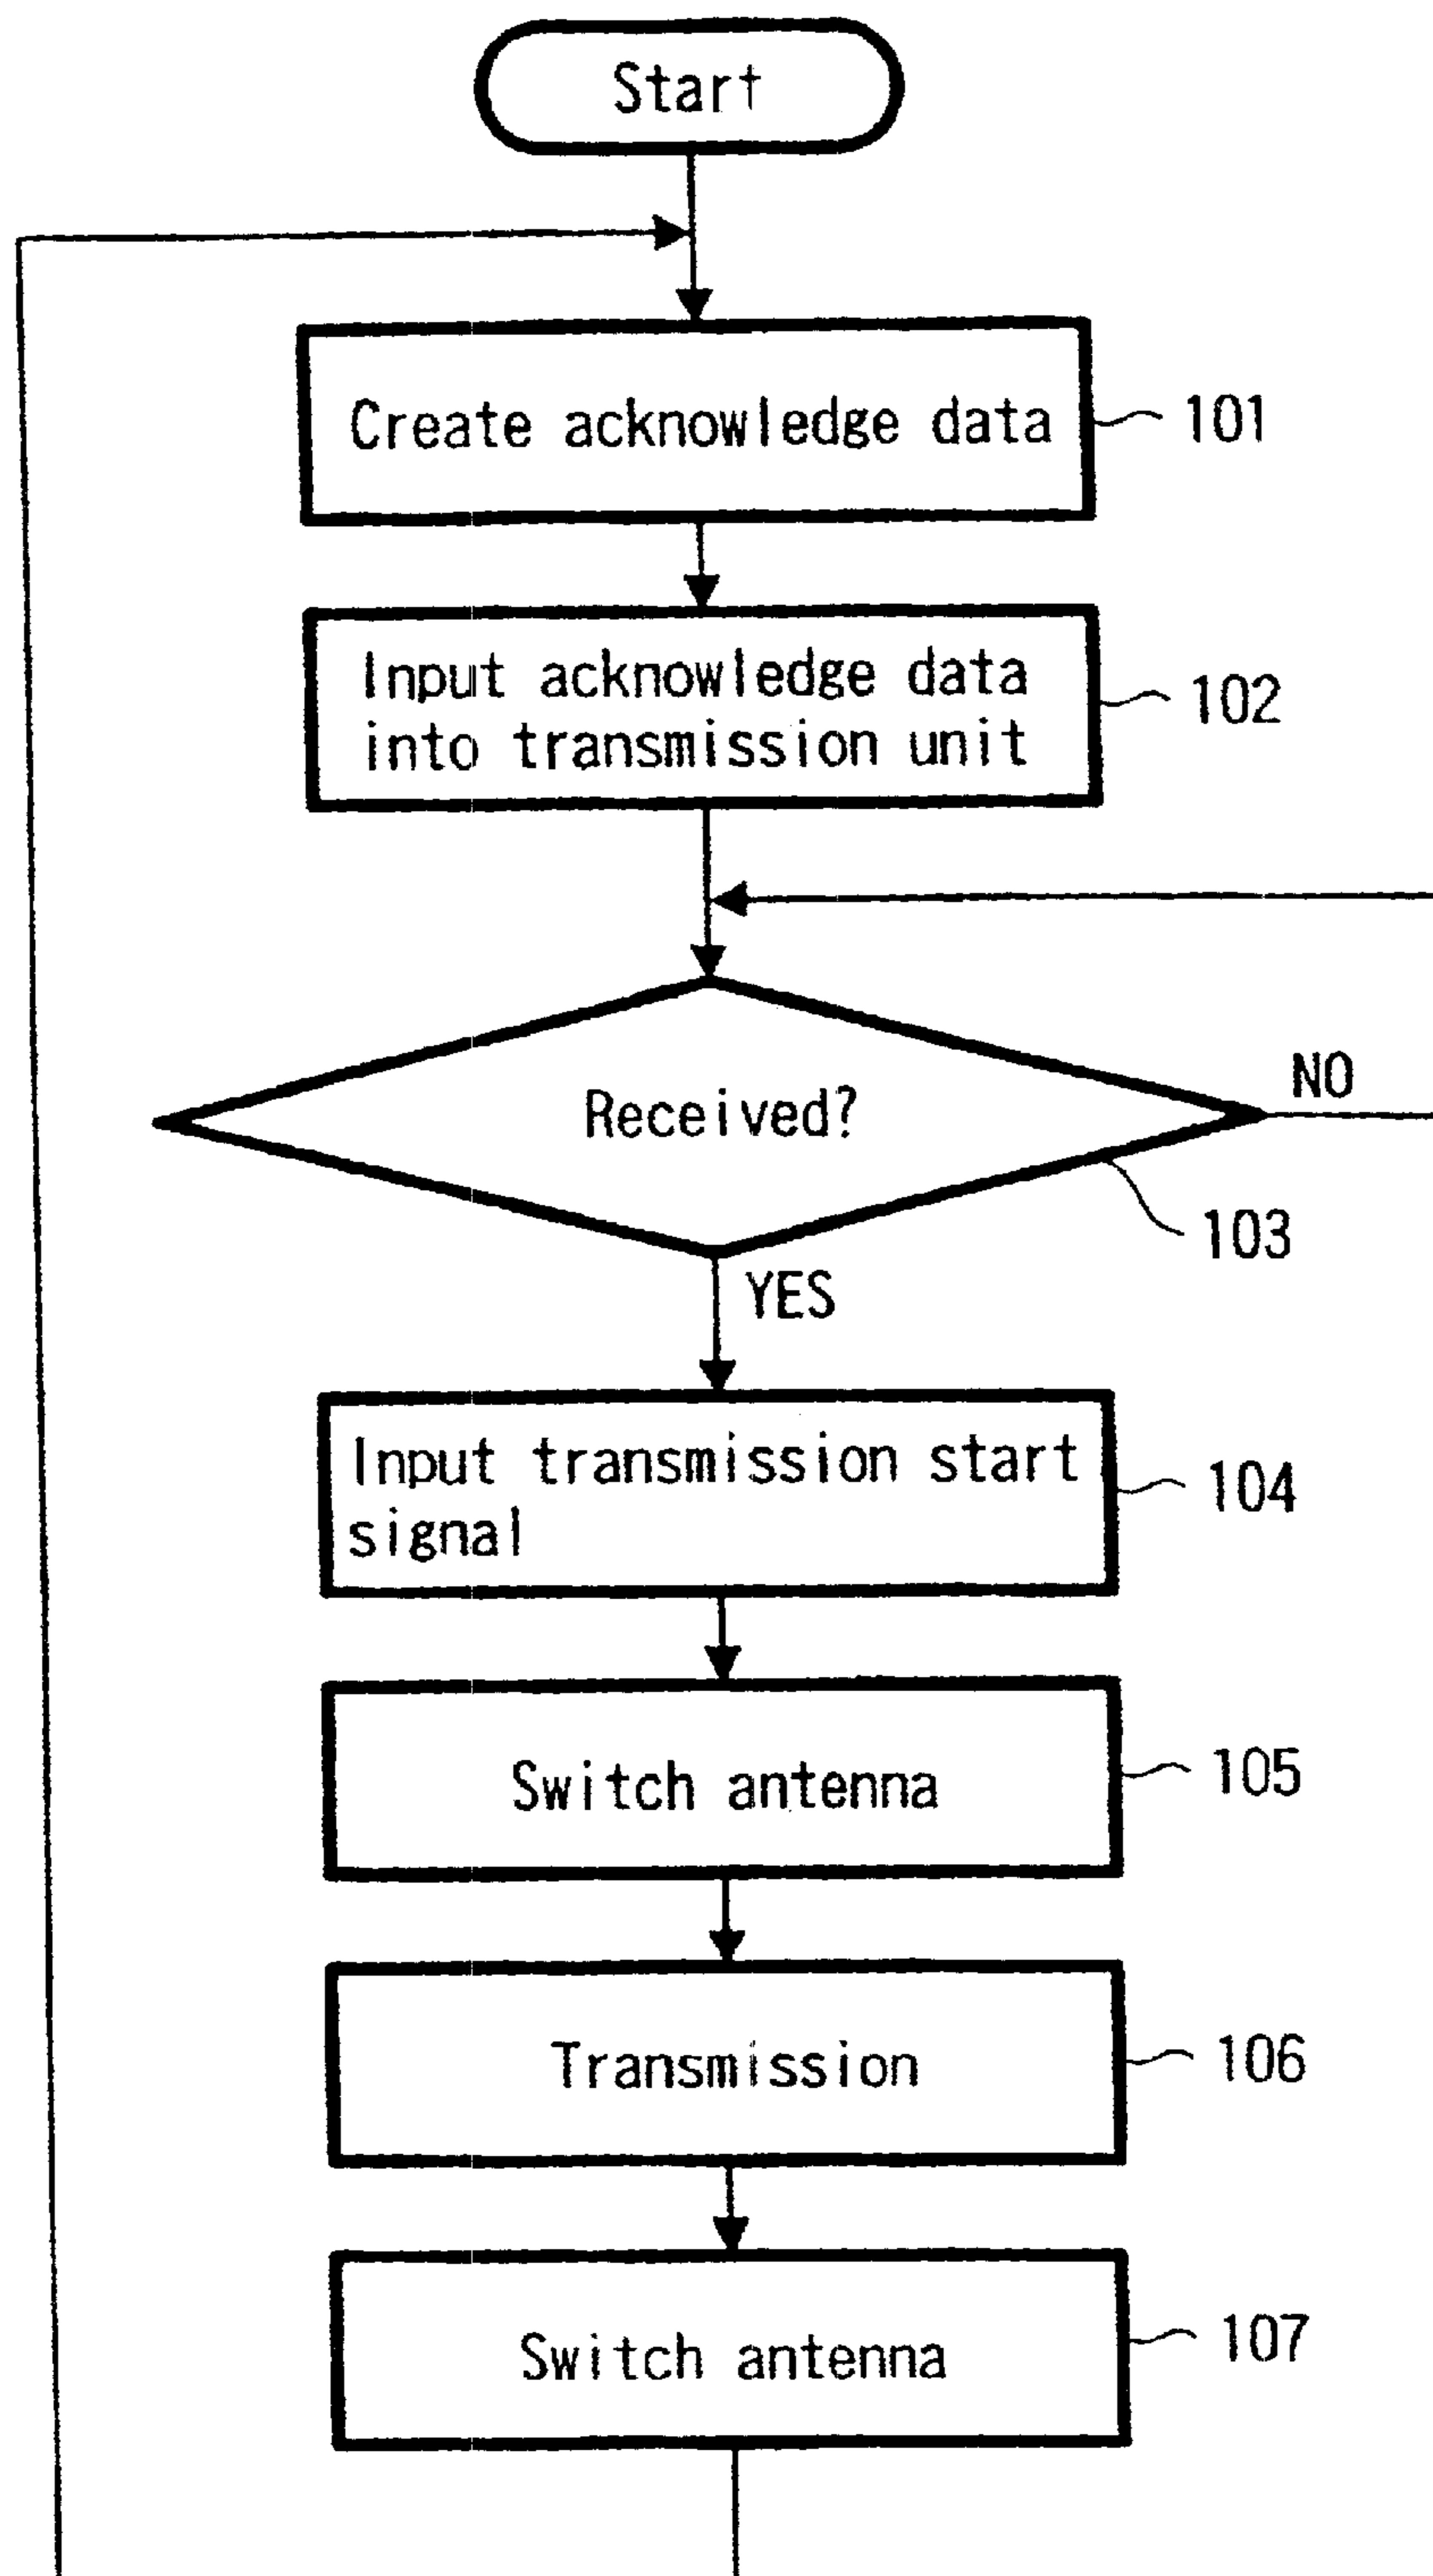 Start
Create acknowledge data
101
Input acknowledge data
into transmission unit
102
Received?
NO
103
YES
Input transmission start
signal
104
Switch antenna
105
Transmission
106
Switch antenna
107